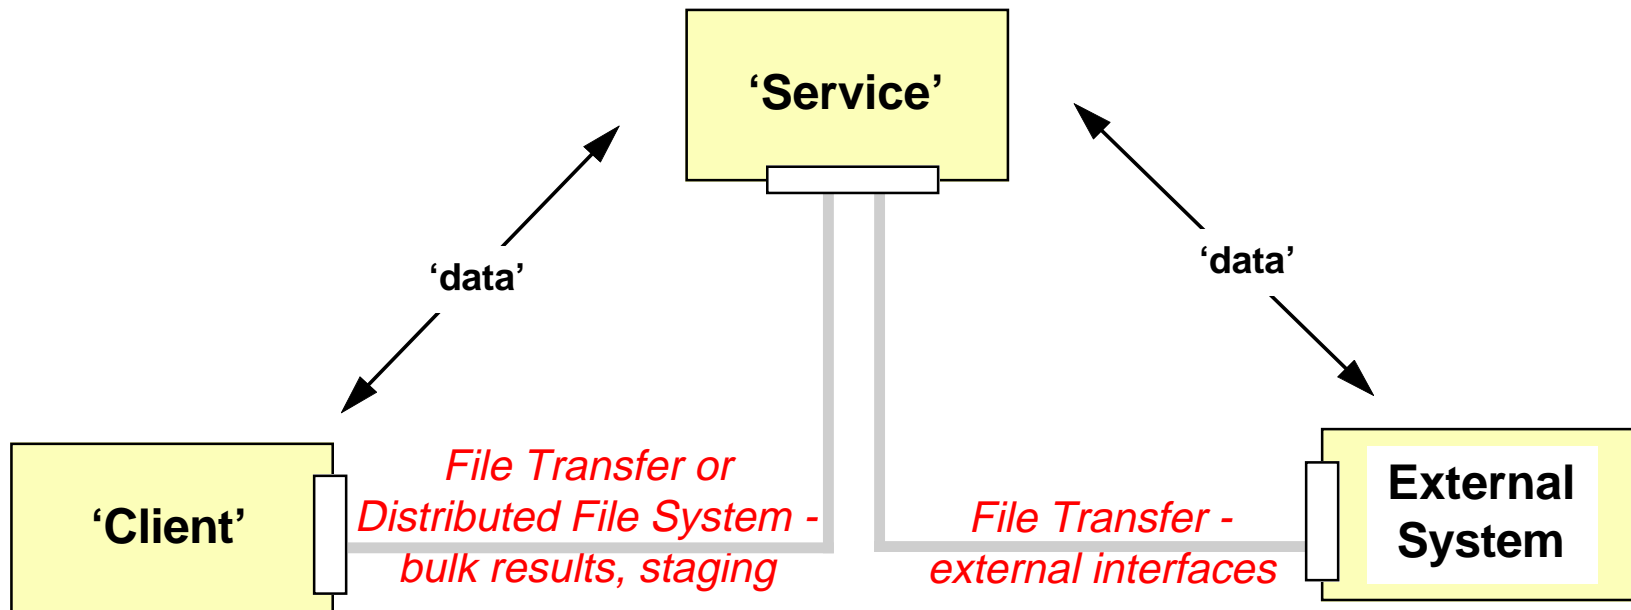 ‘Service’
‘data’
‘data’
‘Client’
File Transfer or
Distributed File System -
bulk results, staging
File Transfer -
external interfaces
External
System